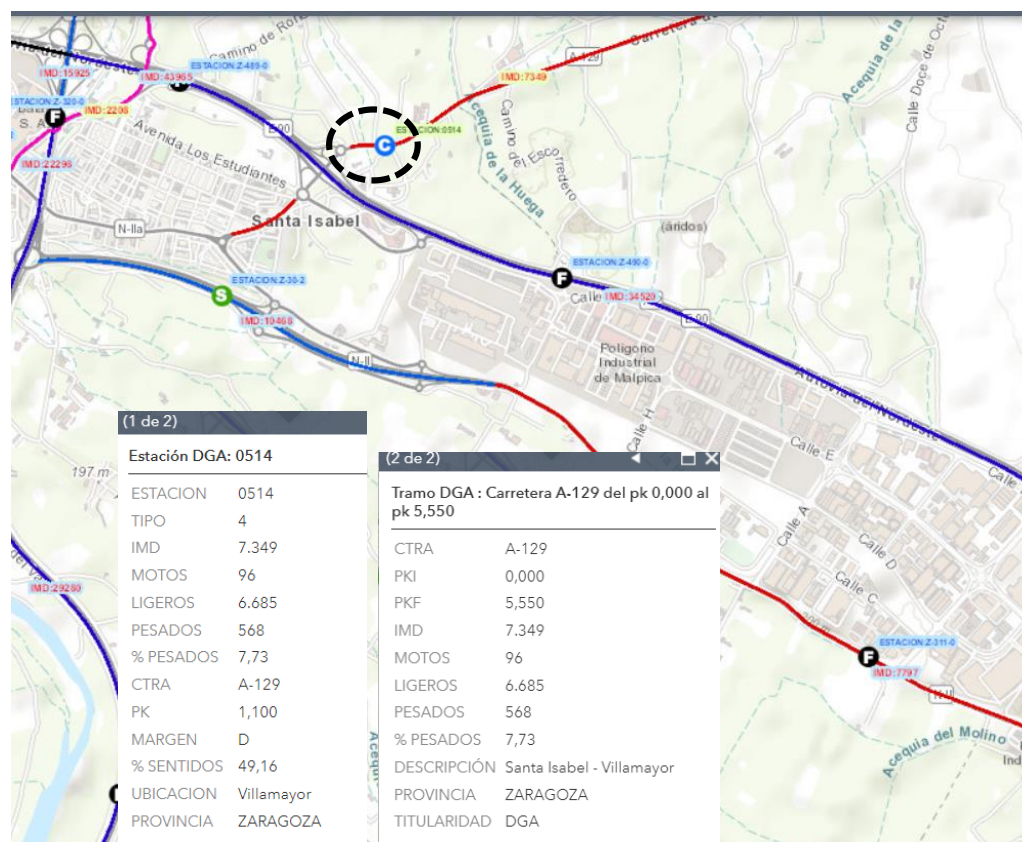 Camino de
A-129
Carretera
Acequia de la
Calle Doce de
IMD:15925
IMD:43965
ESTACION:Z-489-0
IMD:7349
ESTACION:Z-320-0
F
F
S. A.
IMD:2208
E-90
ESTACION:0514
C
Avenida Los Estudiantes
Acequia de la Huega
Camino del Escorredero
IMD:22298
N-IIa
Santa Isabel
(áridos)
ESTACION:Z-30-2
S
IMD:19468
ESTACION:Z-490-0
F
Calle
IMD:34529
E-90
N-II
Polígono
Industrial
de Malpica
Autovía del Nordeste
Calle H
Calle E
Calle
197 m
Calle A
Calle D
Calle C
IMD:29280
ESTACION:Z-311-0
F
IMD:7797
N-II
Acequia del Molino
Ind
(1 de 2)
Estación DGA: 0514
ESTACION 0514
TIPO 4
IMD 7.349
MOTOS 96
LIGEROS 6.685
PESADOS 568
% PESADOS 7,73
CTRA A-129
PK 1,100
MARGEN D
% SENTIDOS 49,16
UBICACION Villamayor
PROVINCIA ZARAGOZA
(2 de 2)
Tramo DGA : Carretera A-129 del pk 0,000 al
pk 5,550
CTRA A-129
PKI 0,000
PKF 5,550
IMD 7.349
MOTOS 96
LIGEROS 6.685
PESADOS 568
% PESADOS 7,73
DESCRIPCIÓN Santa Isabel - Villamayor
PROVINCIA ZARAGOZA
TITULARIDAD DGA